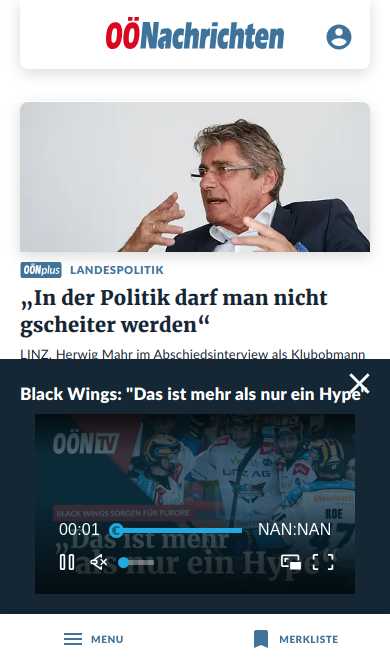 OÖNachrichten
OÖNplus LANDESPOLITIK
„In der Politik darf man nicht
gscheiter werden“
LINZ. Herwig Mahr im Abschiedsinterview als Klubobmann
Black Wings: "Das ist mehr als nur ein Hype"
OÖN TV
BLACK WINGS SORGEN FÜR FURORE
00:01 NAN:NAN
„Das ist mehr
als nur ein Hype“
MENU MERKLISTE